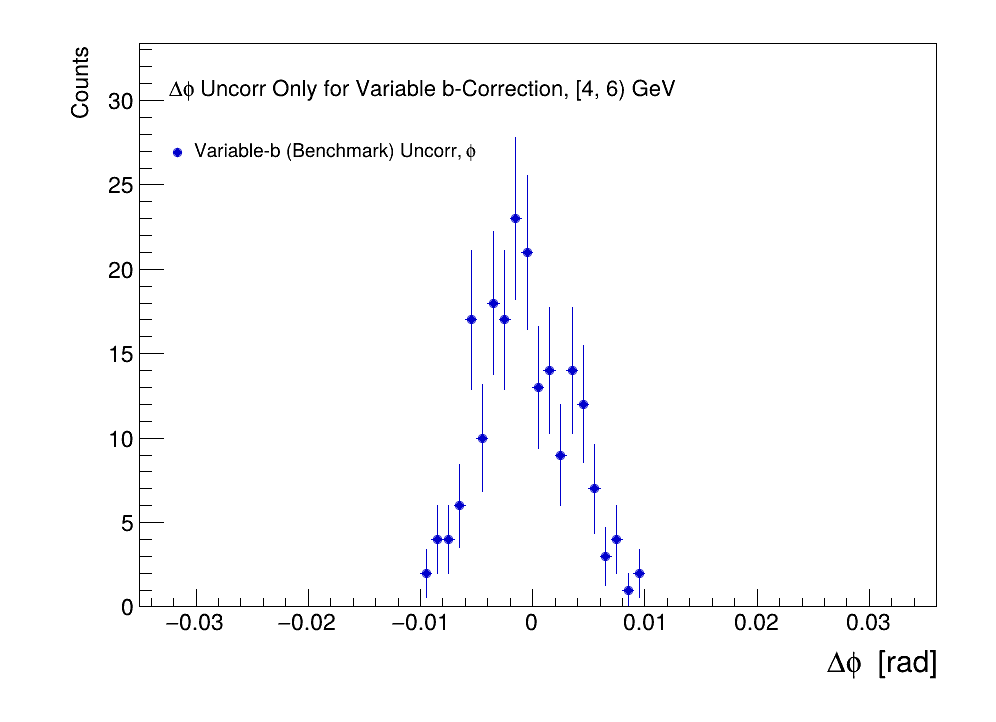 Counts
Δϕ Uncorr Only for Variable b-Correction, [4, 6) GeV
Variable-b (Benchmark) Uncorr, ϕ
30
25
20
15
10
5
0
−0.03 −0.02 −0.01 0 0.01 0.02 0.03
Δϕ [rad]